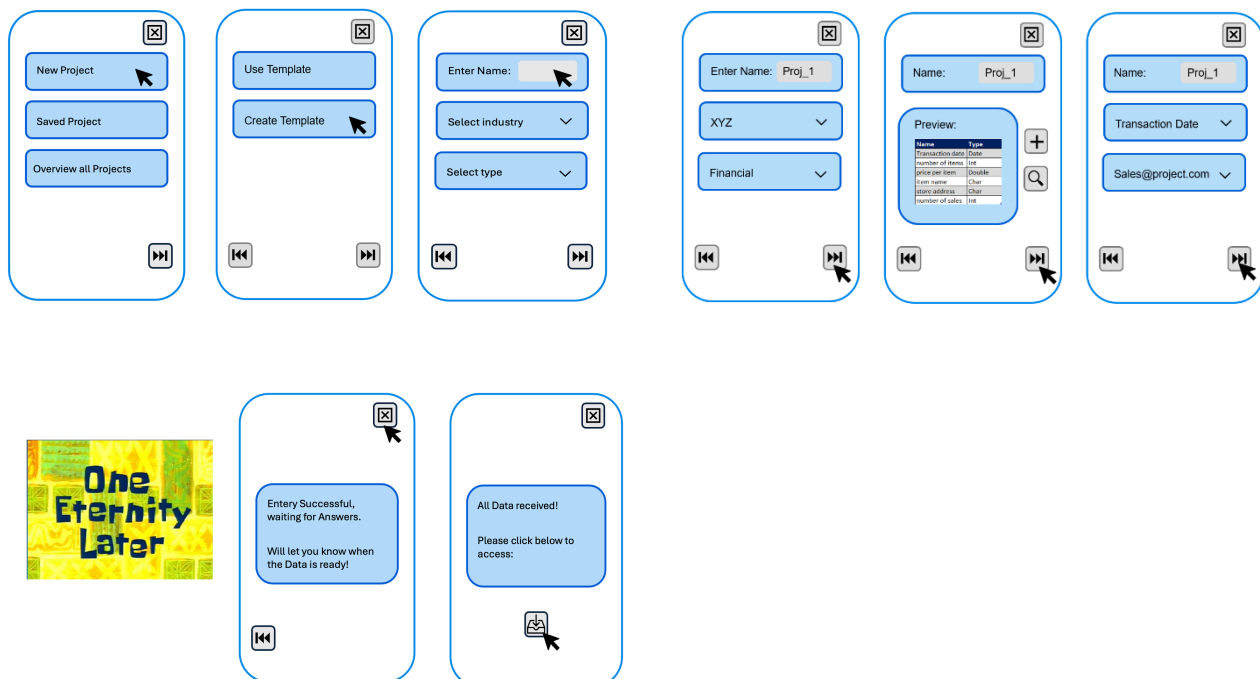 New Project
Saved Project
Overview all Projects
Use Template
Create Template
Enter Name:
Select industry
Select type
Enter Name: Proj_1
XYZ
Financial
Name: Proj_1
Preview:
Name Type
Transaction date Date
number of items Int
price per item Double
item name Char
store address Char
number of sales Int
Name: Proj_1
Transaction Date
Sales@project.com
One
Eternity
Later
Entery Successful,
waiting for Answers.
Will let you know when
the Data is ready!
All Data received!
Please click below to
access: